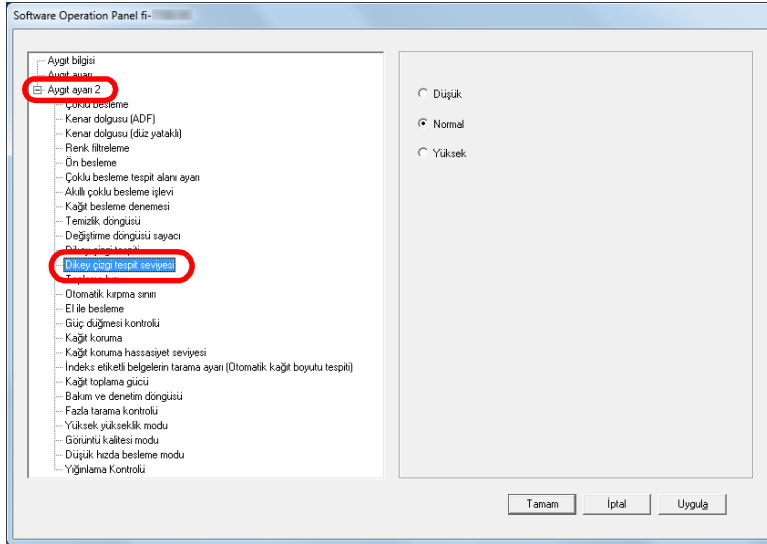 Software Operation Panel fi-
Aygıt bilgisi
Aygıt ayarı
Aygıt ayarı 2
Çoklu besleme
Kenar dolgusu (ADF)
Kenar dolgusu (düz yataklı)
Renk filtreleme
Ön besleme
Çoklu besleme tespit alanı ayarı
Akıllı çoklu besleme işlevi
Kağıt besleme denemesi
Temizlik döngüsü
Değiştirme döngüsü sayacı
Dikey çizgi tespiti
Dikey çizgi tespit seviyesi
Otomatik kırpma sınırı
El ile besleme
Güç düğmesi kontrolü
Kağıt koruma
Kağıt koruma hassasiyet seviyesi
İndeks etiketli belgelerin tarama ayarı (Otomatik kağıt boyutu tespiti)
Kağıt toplama gücü
Bakım ve denetim döngüsü
Fazla tarama kontrolü
Yüksek yükseklik modu
Görüntü kalitesi modu
Düşük hızda besleme modu
Yığınlama Kontrolü
Düşük
Normal
Yüksek
Tamam
İptal
Uygula